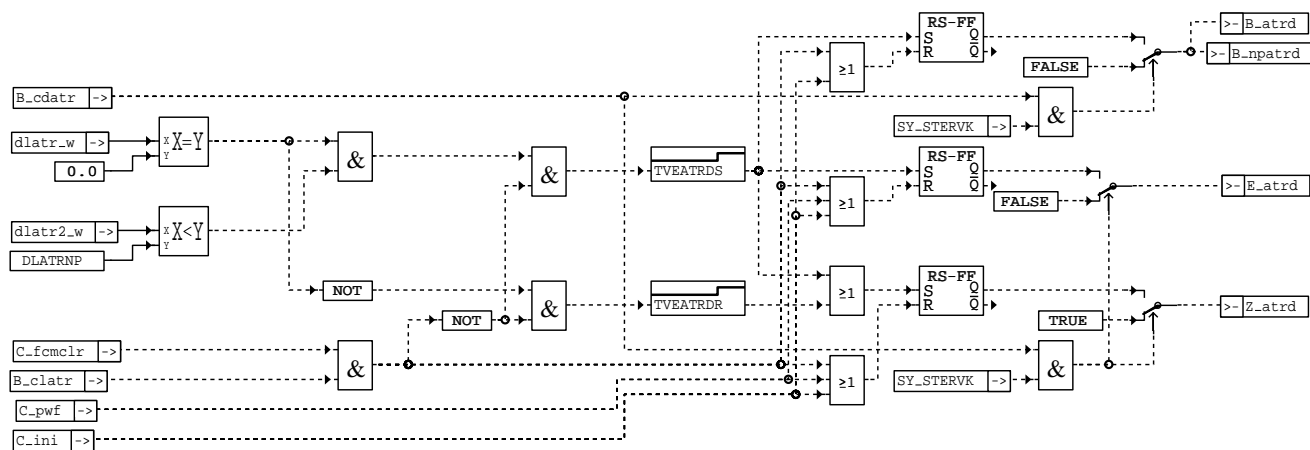 RS-FF
S Q
R Q
>- B_atrd
>- B_npatrd
≥1
FALSE
B_cdatr ->
&
SY_STERVK ->
dlatr_w ->
X X=Y
Y
0.0
&
&
TVEATRDS
RS-FF
S Q
R Q
≥1
FALSE
>- E_atrd
dlatr2_w ->
X X<Y
Y
DLATRNP
NOT
NOT
&
TVEATRDR
≥1
RS-FF
S Q
R Q
TRUE
>- Z_atrd
C_fcmclr ->
B_clatr ->
&
≥1
&
SY_STERVK ->
C_pwf ->
C_ini ->